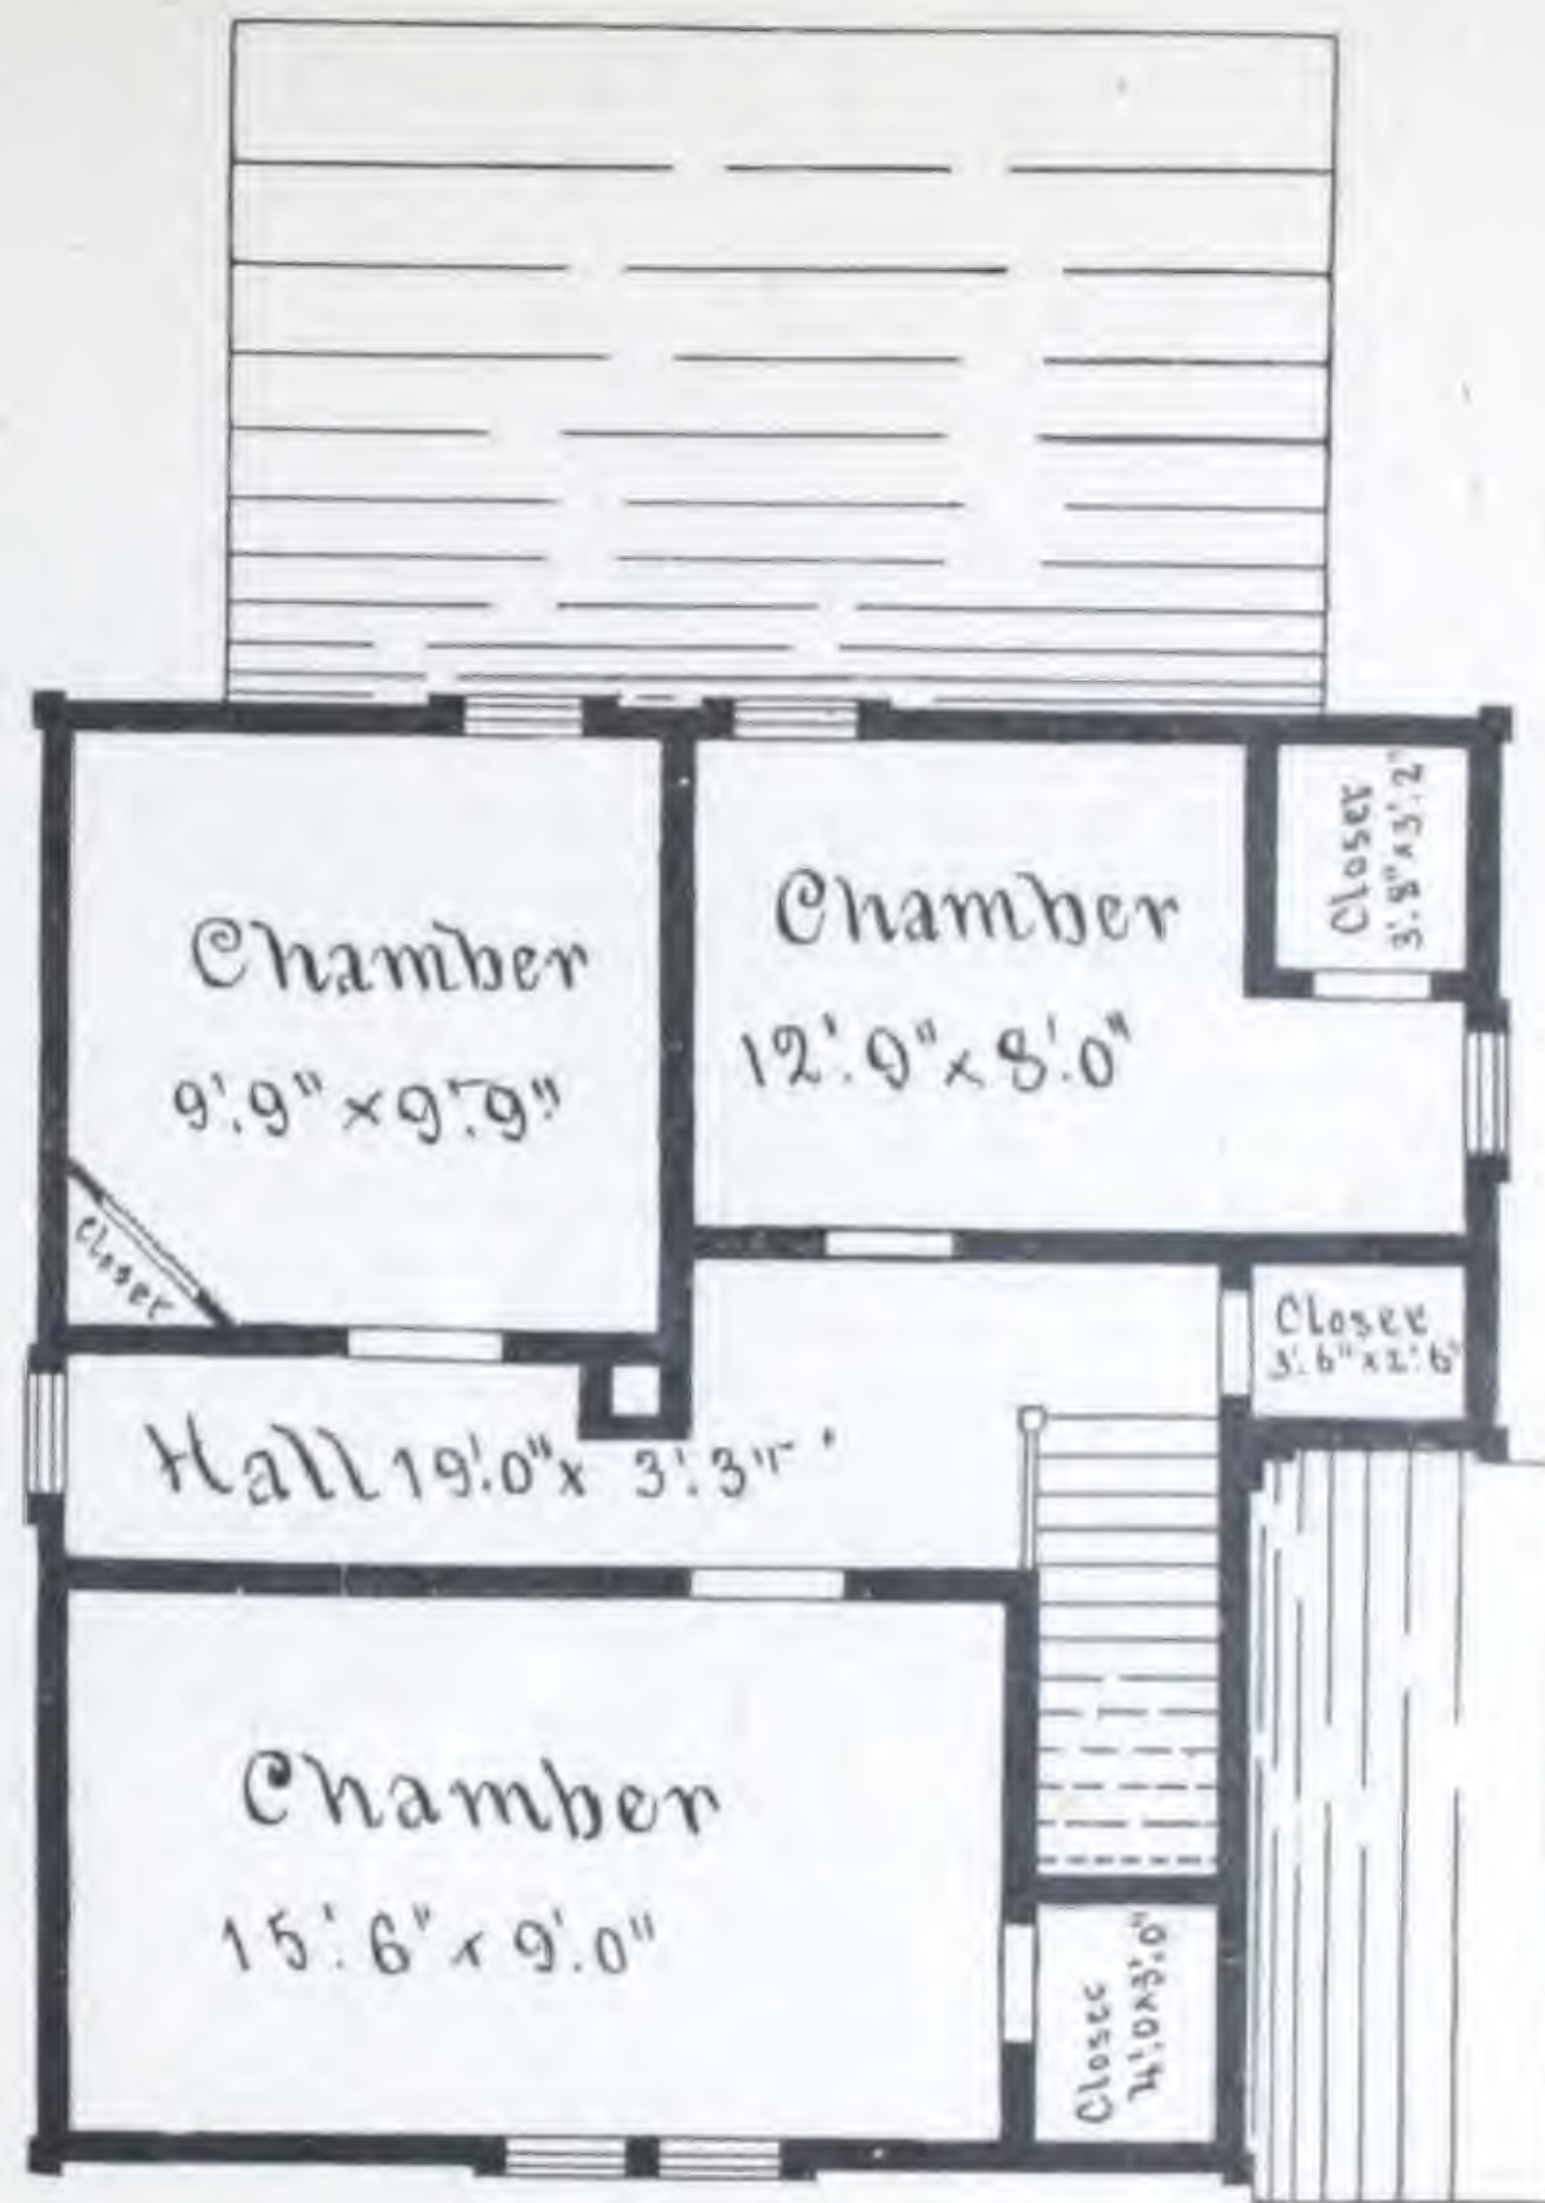 Chamber
9'.9" x 9'.9"
Chamber
12'.9" x 8'.0"
Closet
3'.8" x 3'.2"
Closet
Closet
3'.6" x 2'.6"
Hall 19'.0" x 3'.3"
Chamber
15'.6" x 9'.0"
Closet
4'.0 x 3'.0"